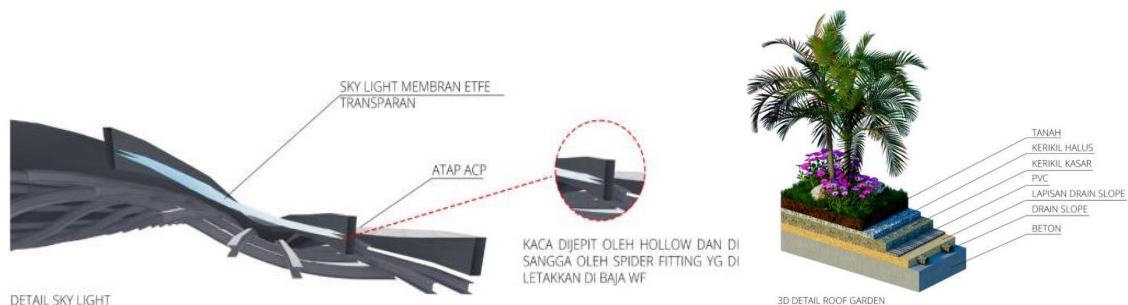 SKY LIGHT MEMBRAN ETFE
TRANSPARAN
ATAP ACP
KACA DIJEPIT OLEH HOLLOW DAN DI
SANGGA OLEH SPIDER FITTING YG DI
LETAKKAN DI BAJA WF
DETAIL SKY LIGHT
TANAH
KERIKIL HALUS
KERIKIL KASAR
PVC
LAPISAN DRAIN SLOPE
DRAIN SLOPE
BETON
3D DETAIL ROOF GARDEN